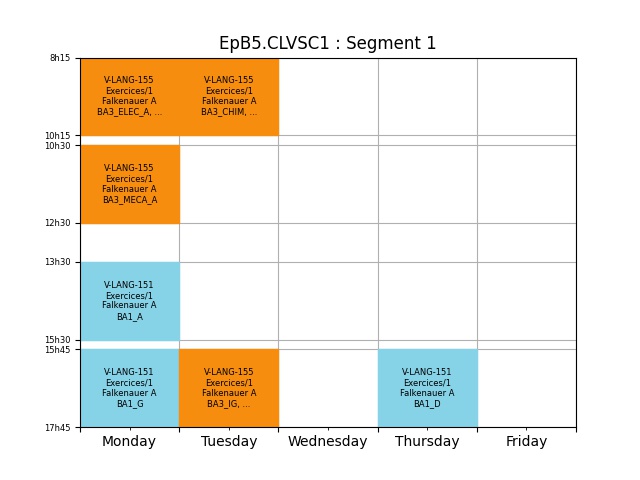 EpB5.CLVSC1 : Segment 1
8h15
V-LANG-155
Exercices/1
Falkenauer A
BA3_ELEC_A, ...
V-LANG-155
Exercices/1
Falkenauer A
BA3_CHIM, ...
10h15
10h30
V-LANG-155
Exercices/1
Falkenauer A
BA3_MECA_A
12h30
13h30
V-LANG-151
Exercices/1
Falkenauer A
BA1_A
15h30
15h45
V-LANG-151
Exercices/1
Falkenauer A
BA1_G
V-LANG-155
Exercices/1
Falkenauer A
BA3_IG, ...
V-LANG-151
Exercices/1
Falkenauer A
BA1_D
17h45
Monday
Tuesday
Wednesday
Thursday
Friday